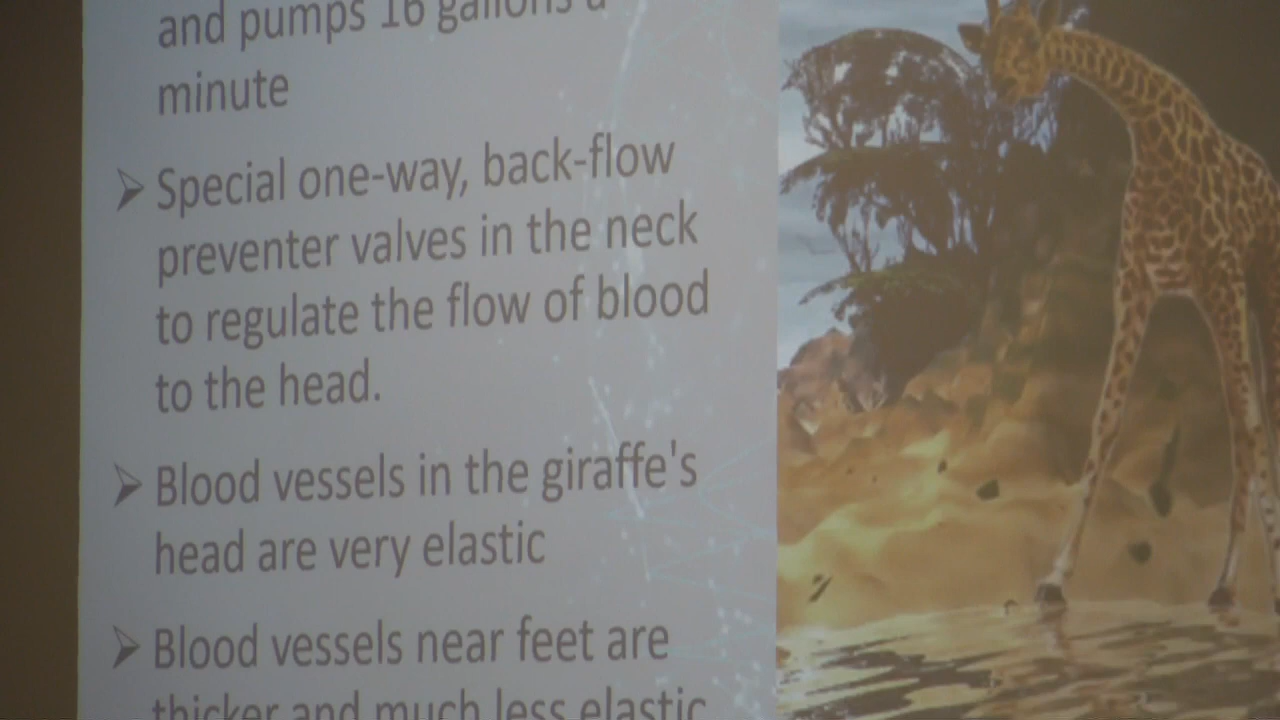 and pumps 16 gallons a
minute
➢ Special one-way, back-flow
preventer valves in the neck
to regulate the flow of blood
to the head.
➢ Blood vessels in the giraffe's
head are very elastic
➢ Blood vessels near feet are
thicker and much less elastic